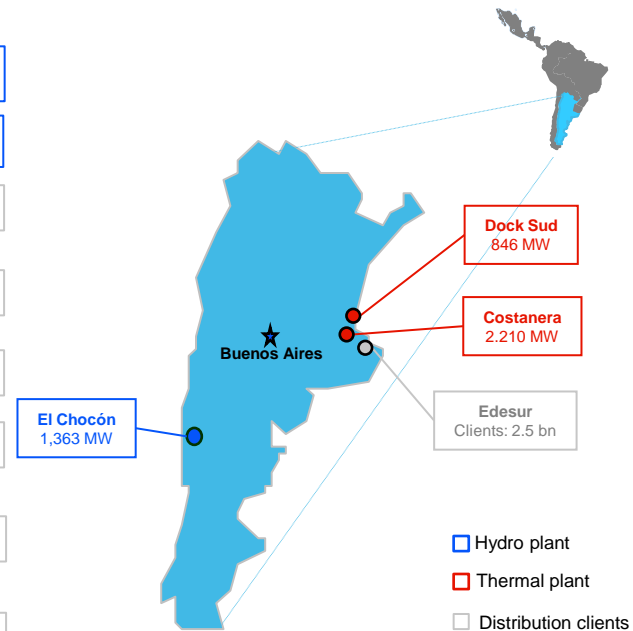 Dock Sud
846 MW
Costanera
2.210 MW
Buenos Aires
Edesur
Clients: 2.5 bn
El Chocón
1,363 MW
Hydro plant
Thermal plant
Distribution clients